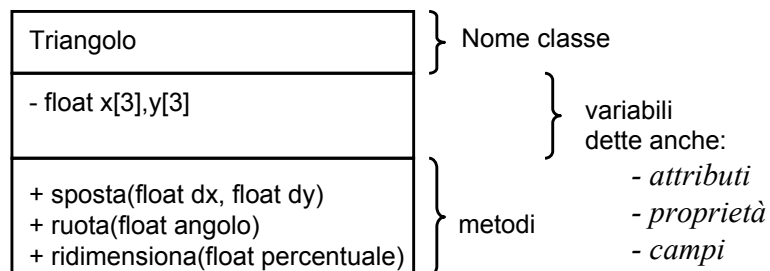 Triangolo
Nome classe
- float x[3],y[3]
variabili
dette anche:
- attributi
- proprietà
- campi
+ sposta(float dx, float dy)
+ ruota(float angolo)
+ ridimensiona(float percentuale)
metodi